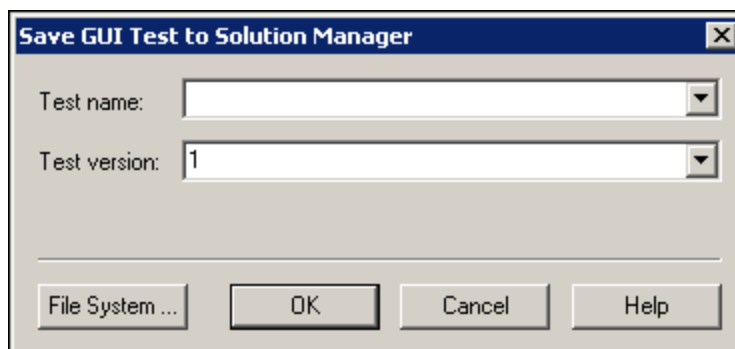 Save GUI Test to Solution Manager
Test name:
Test version: 1
File System ... OK Cancel Help